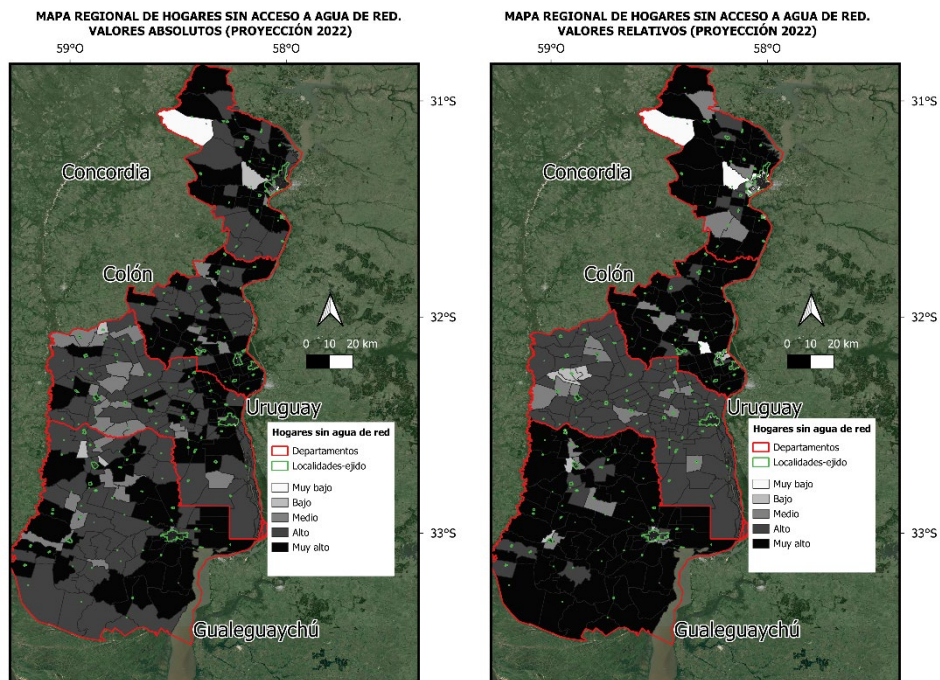 MAPA REGIONAL DE HOGARES SIN ACCESO A AGUA DE RED.
VALORES ABSOLUTOS (PROYECCIÓN 2022)
59°O 58°O
31°S
Concordia
Colón
32°S
0 10 20 km
Uruguay
Hogares sin agua de red
Departamentos
Localidades-ejido
Muy bajo
Bajo
Medio
Alto
Muy alto
33°S
Gualeguaychú
MAPA REGIONAL DE HOGARES SIN ACCESO A AGUA DE RED.
VALORES RELATIVOS (PROYECCIÓN 2022)
59°O 58°O
31°S
Concordia
Colón
32°S
0 10 20 km
Uruguay
Hogares sin agua de red
Departamentos
Localidades-ejido
Muy bajo
Bajo
Medio
Alto
Muy alto
33°S
Gualeguaychú